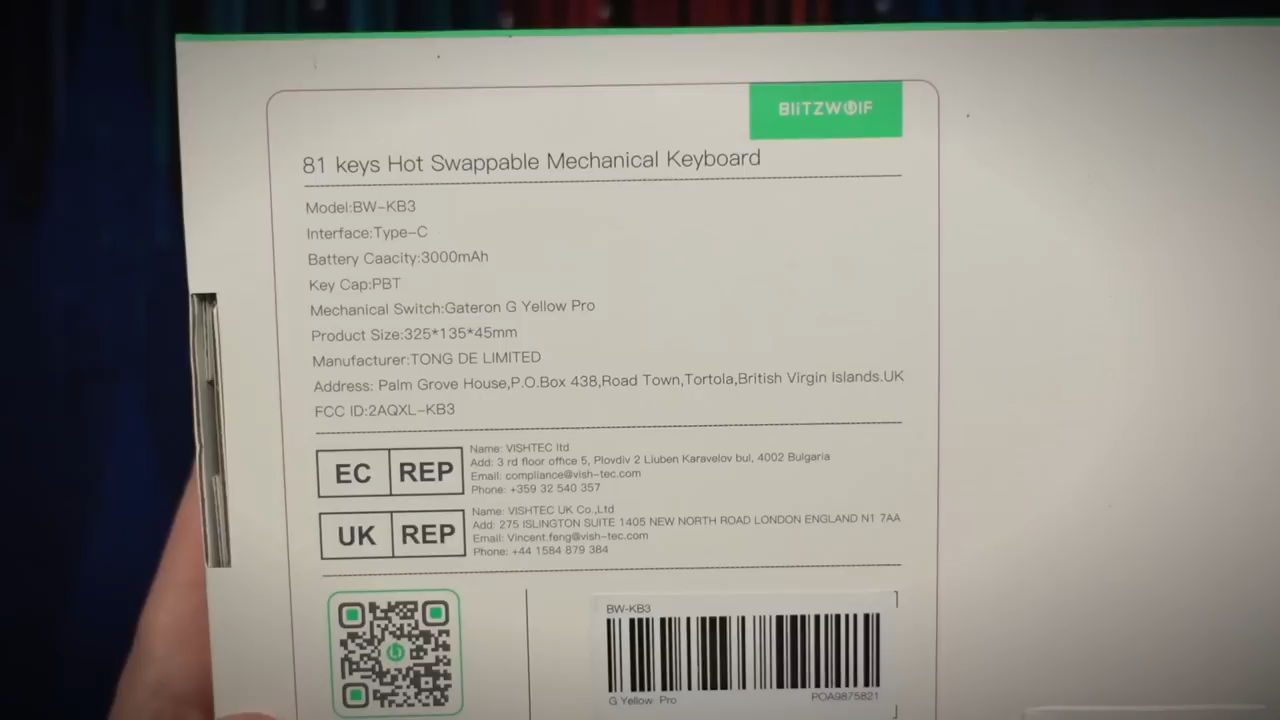 BlitzWolf
81 keys Hot Swappable Mechanical Keyboard
Model:BW-KB3
Interface:Type-C
Battery Caacity:3000mAh
Key Cap:PBT
Mechanical Switch:Gateron G Yellow Pro
Product Size:325*135*45mm
Manufacturer:TONG DE LIMITED
Address: Palm Grove House,P.O.Box 438,Road Town,Tortola,British Virgin Islands.UK
FCC ID:2AQXL-KB3
EC REP
Name: VISHTEC ltd
Add: 3 rd floor office 5, Plovdiv 2 Liuben Karavelov bul, 4002 Bulgaria
Email: compliance@vish-tec.com
Phone: +359 32 540 357
UK REP
Name: VISHTEC UK Co.,Ltd
Add: 275 ISLINGTON SUITE 1405 NEW NORTH ROAD LONDON ENGLAND N1 7AA
Email: Vincent.feng@vish-tec.com
Phone: +44 1584 879 384
BW-KB3
G Yellow Pro
POA9875821